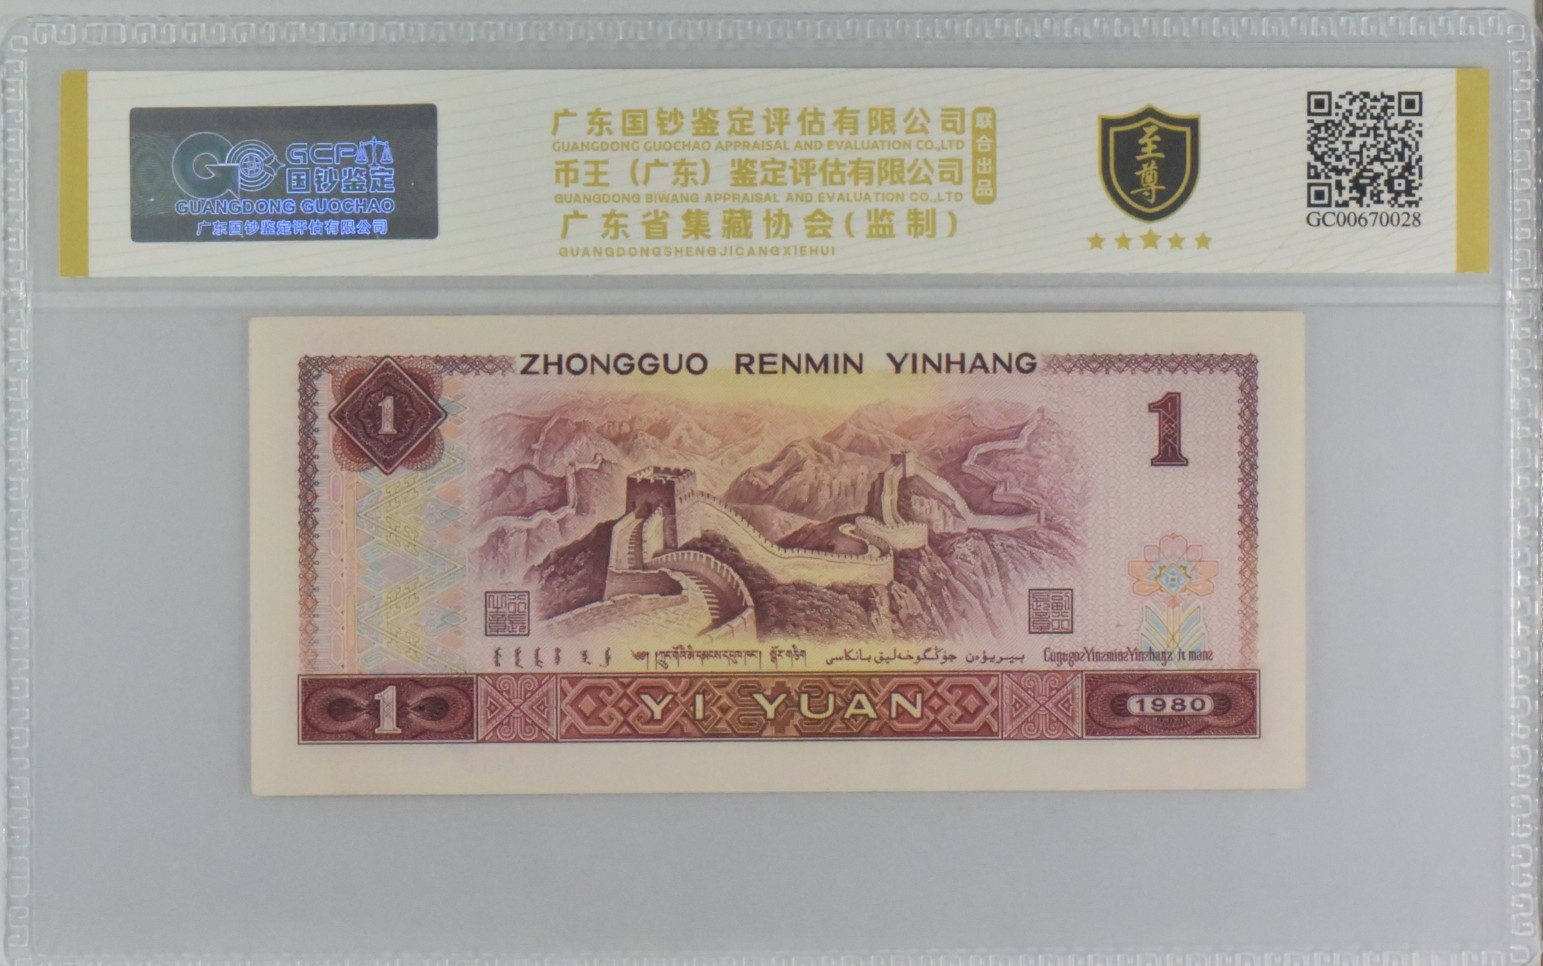 GCP
国钞鉴定
GUANGDONG GUOCHAO
广东国钞鉴定评估有限公司
广东国钞鉴定评估有限公司
GUANGDONG GUOCHAO APPRAISAL AND EVALUATION CO.,LTD
币王（广东）鉴定评估有限公司
GUANGDONG BIWANG APPRAISAL AND EVALUATION CO.,LTD
广东省集藏协会(监制)
GUANGDONGSHENGJICANGXIEHUI
联合出品
至尊
GC00670028
ZHONGGUO RENMIN YINHANG
1
1
1
YI YUAN
1980